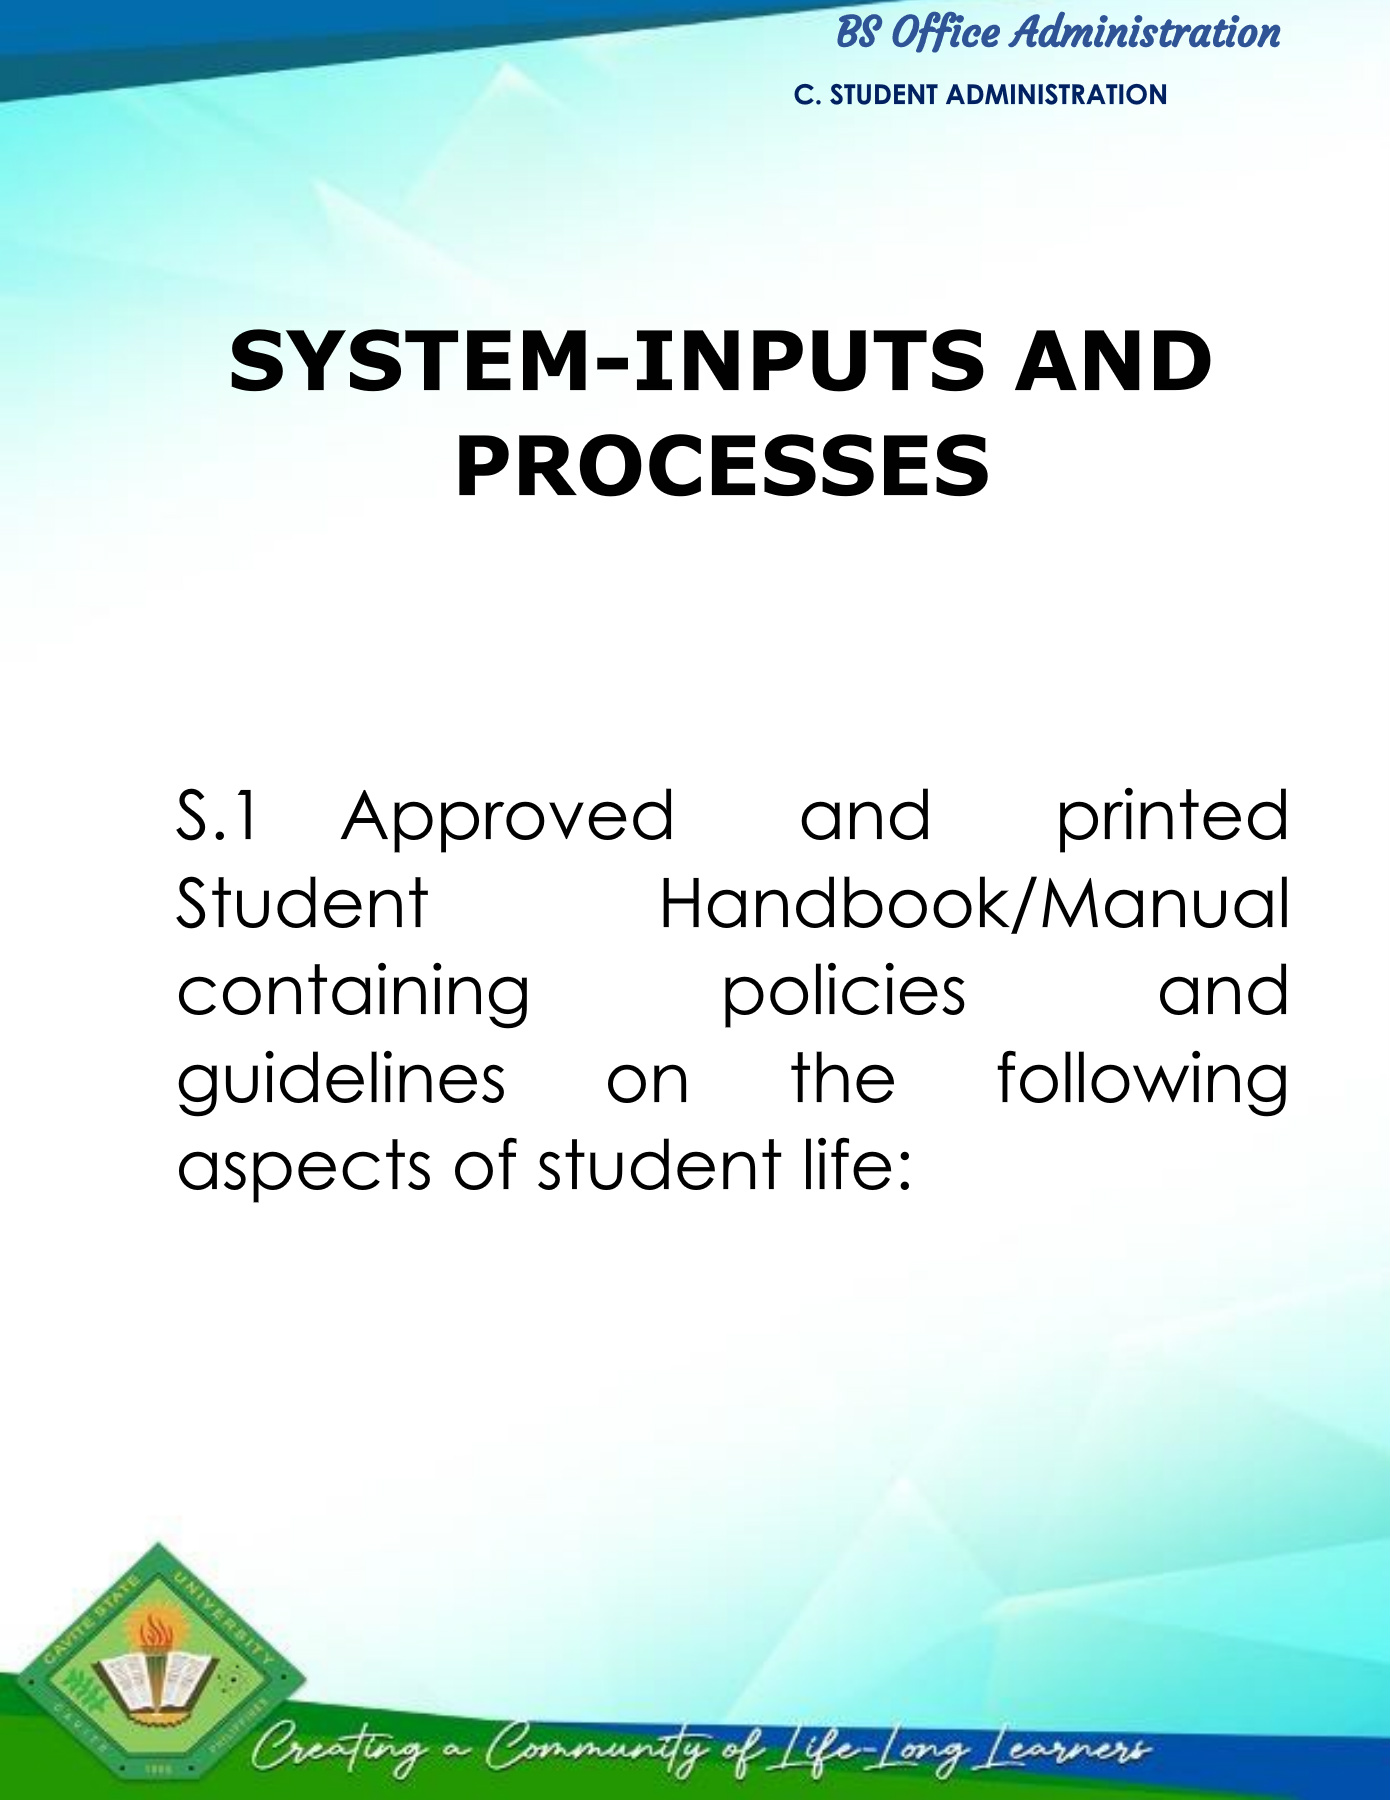 BS Office Administration
C. STUDENT ADMINISTRATION
SYSTEM-INPUTS AND
PROCESSES
S.1 Approved and printed
Student Handbook/Manual
containing policies and
guidelines on the following
aspects of student life:
CAVITE STATE UNIVERSITY
CAVITE
PHILIPPINES
Creating a Community of Life-Long Learners